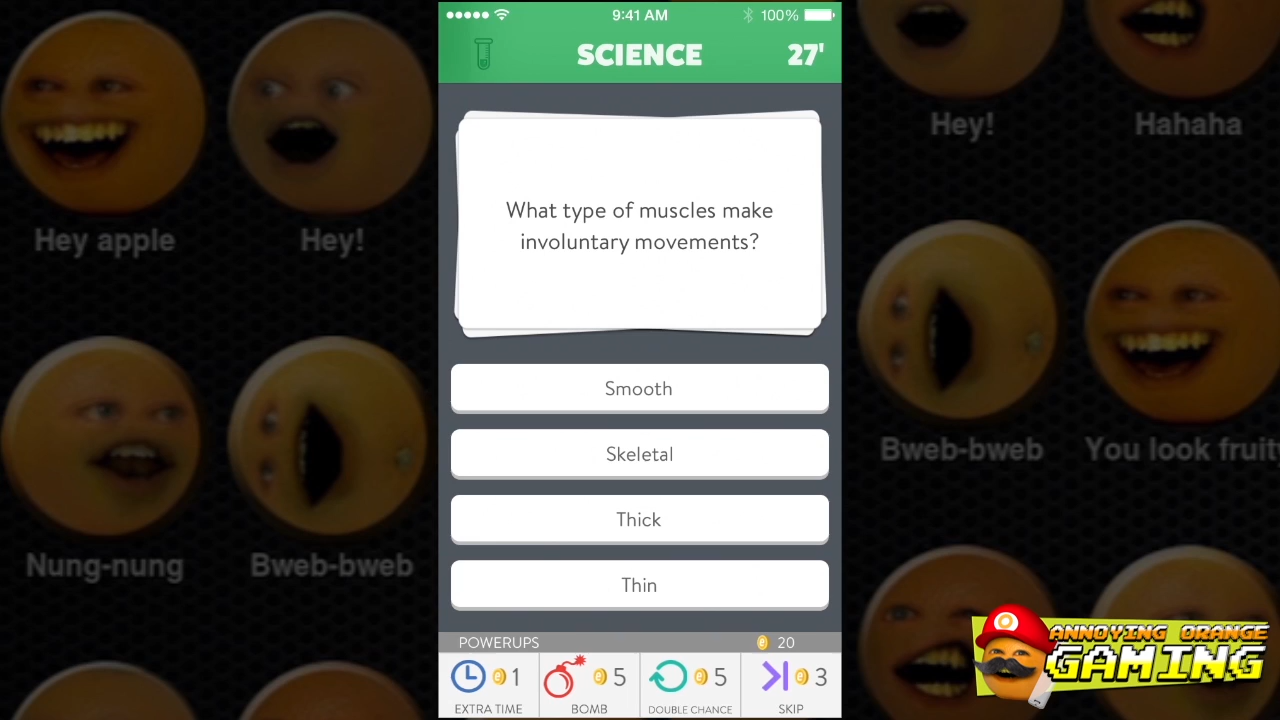 9:41 AM
100%
SCIENCE
27'
What type of muscles make
involuntary movements?
Smooth
Skeletal
Thick
Thin
POWERUPS
20
1
5
5
3
EXTRA TIME
BOMB
DOUBLE CHANCE
SKIP
Hey apple
Hey!
Nung-nung
Bweb-bweb
Hey!
Hahaha
Bweb-bweb
You look fruity
ANNOYING ORANGE
GAMING